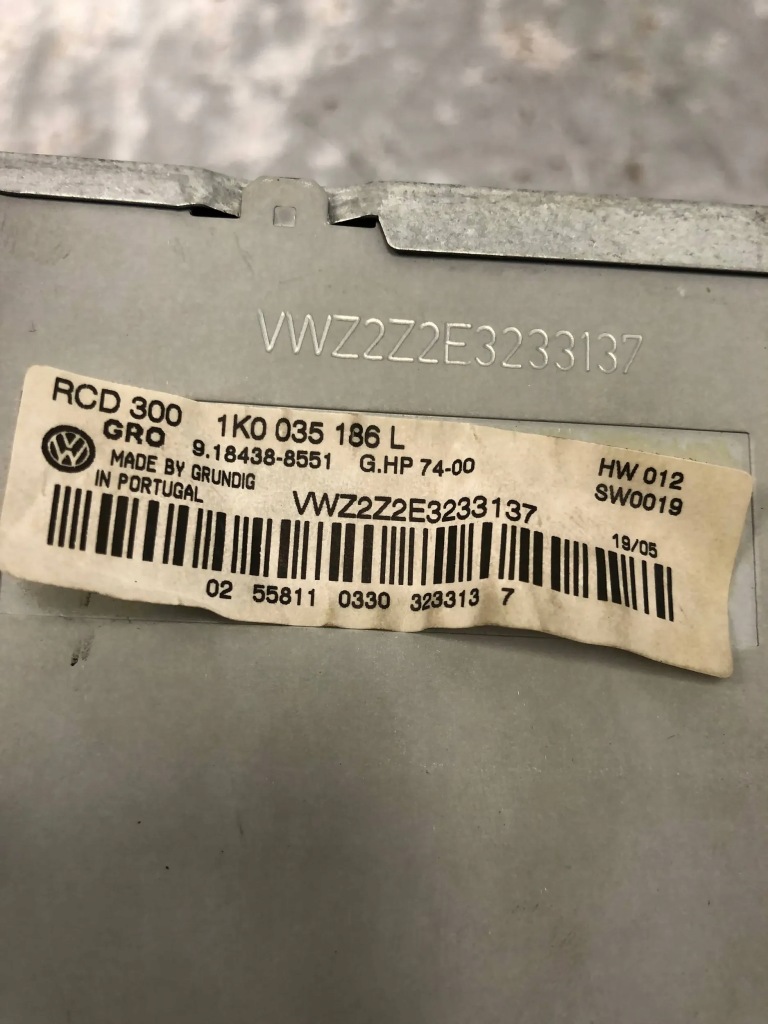 VWZ2Z2E3233137
RCD 300 1K0 035 186 L
GRO 9.18438-8551 G.HP 74-00 HW 012
MADE BY GRUNDIG SW0019
IN PORTUGAL VWZ2Z2E3233137
19/05
02 55811 0330 323313 7